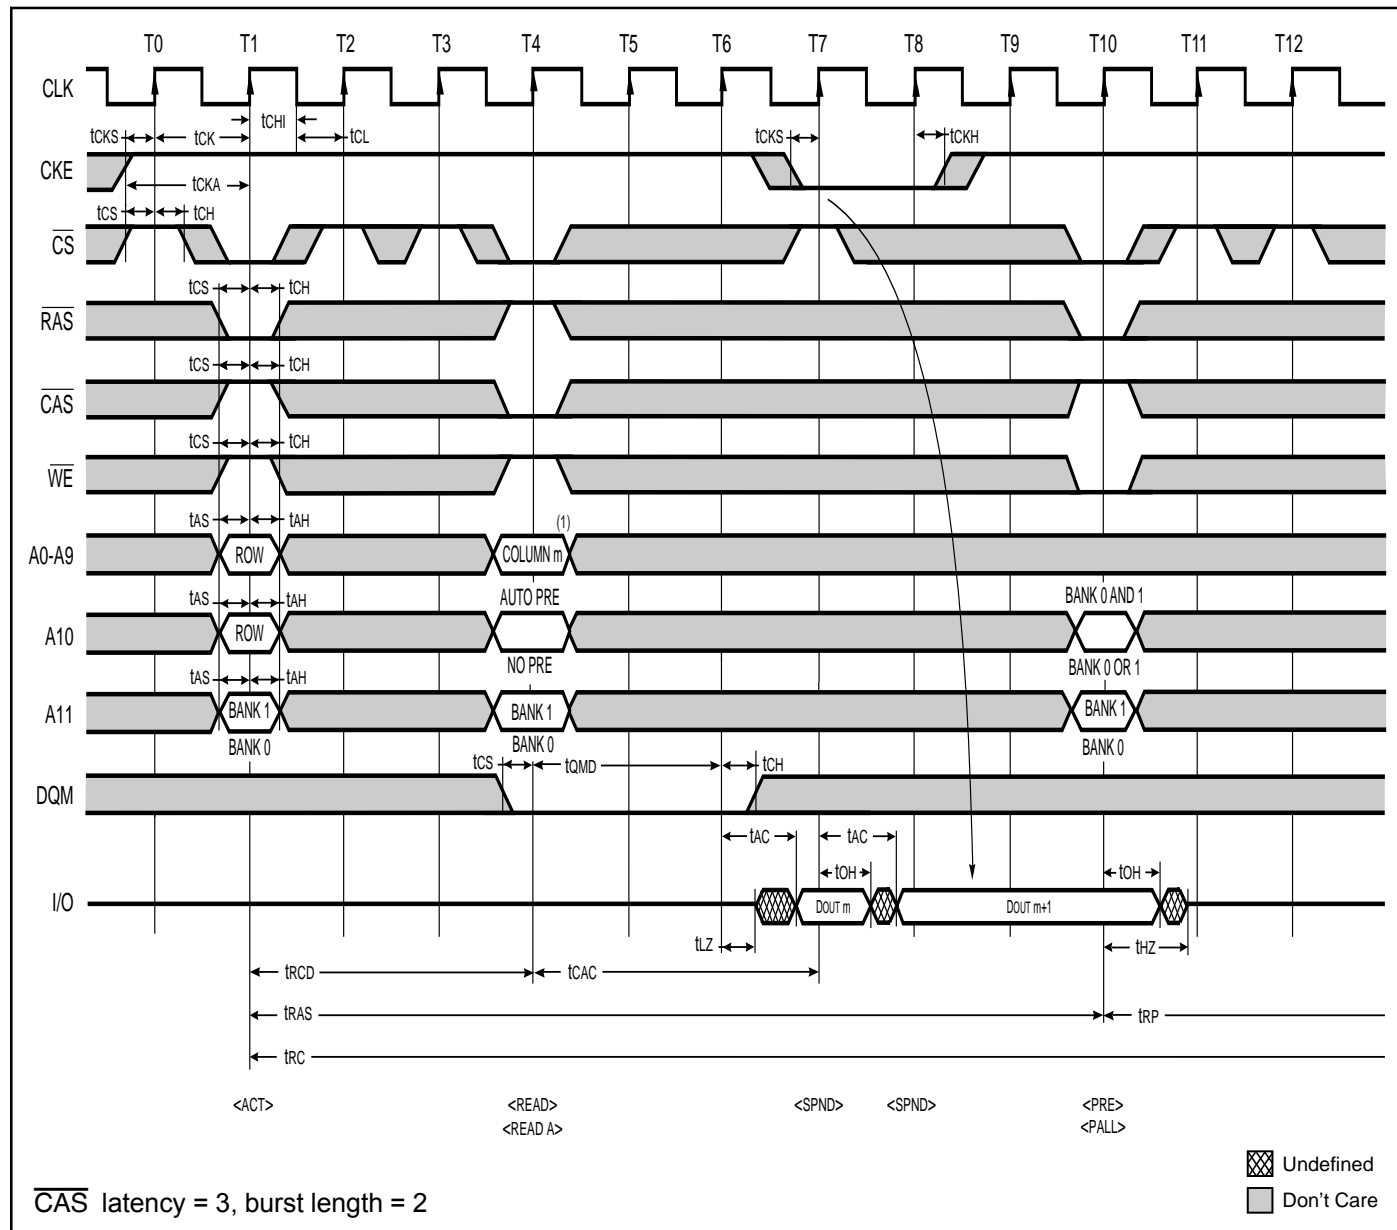 T0 T1 T2 T3 T4 T5 T6 T7 T8 T9 T10 T11 T12
CLK
tCHI
tCKS tCK tCL tCKS tCKH
CKE
tCKA
tCS tCH
CS
tCS tCH
RAS
tCS tCH
CAS
tCS tCH
WE
tAS tAH (1)
A0-A9 ROW COLUMN m
tAS tAH AUTO PRE BANK 0 AND 1
A10 ROW
NO PRE BANK 0 OR 1
tAS tAH
A11 BANK 1 BANK 1 BANK 1
BANK 0 BANK 0 BANK 0
tCS tQMD tCH
DQM
tAC tAC
tOH tOH
I/O DOUT m DOUT m+1
tLZ tHZ
tRCD tCAC
tRAS tRP
tRC
<ACT> <READ> <SPND> <SPND> <PRE>
<READ A> <PALL>
Undefined
Don't Care
CAS latency = 3, burst length = 2